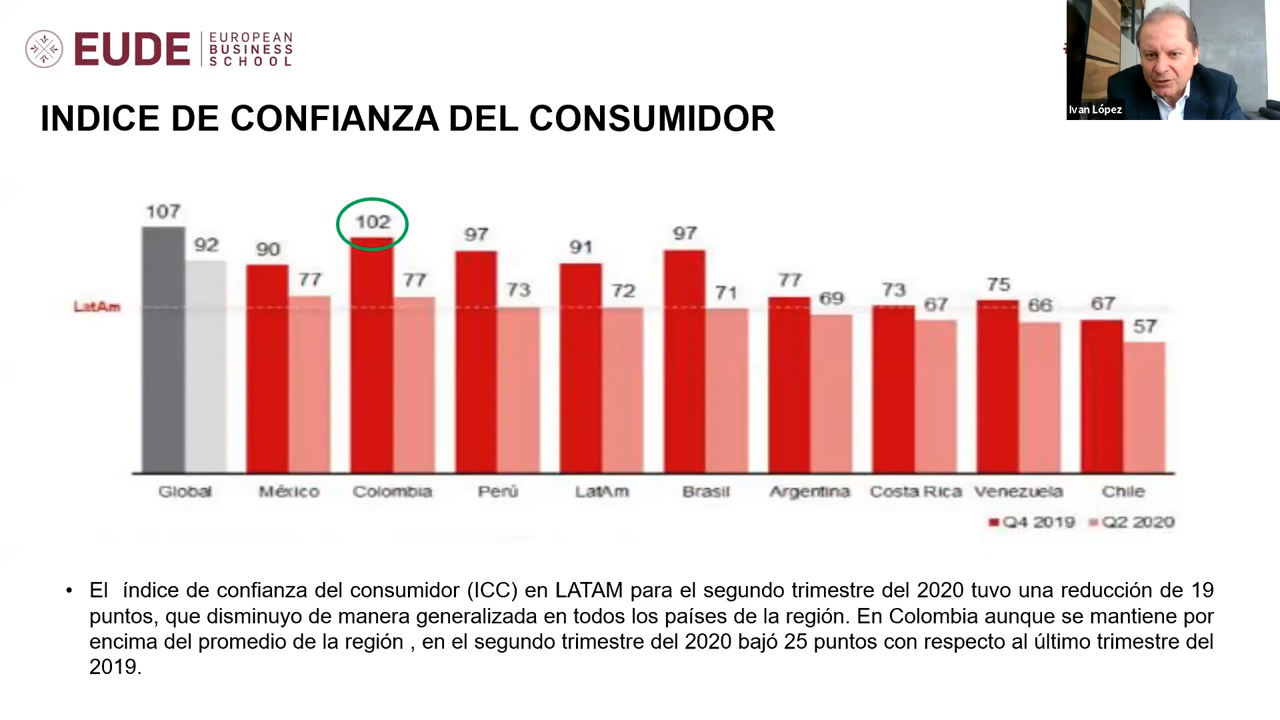 EUDE
EUROPEAN
BUSINESS
SCHOOL
Ivan López
INDICE DE CONFIANZA DEL CONSUMIDOR
107
92
90
77
102
77
97
73
91
72
97
71
77
69
73
67
75
66
67
57
LatAm
Global México Colombia Perú LatAm Brasil Argentina Costa Rica Venezuela Chile
Q4 2019 Q2 2020
• El índice de confianza del consumidor (ICC) en LATAM para el segundo trimestre del 2020 tuvo una reducción de 19
puntos, que disminuyo de manera generalizada en todos los países de la región. En Colombia aunque se mantiene por
encima del promedio de la región , en el segundo trimestre del 2020 bajó 25 puntos con respecto al último trimestre del
2019.